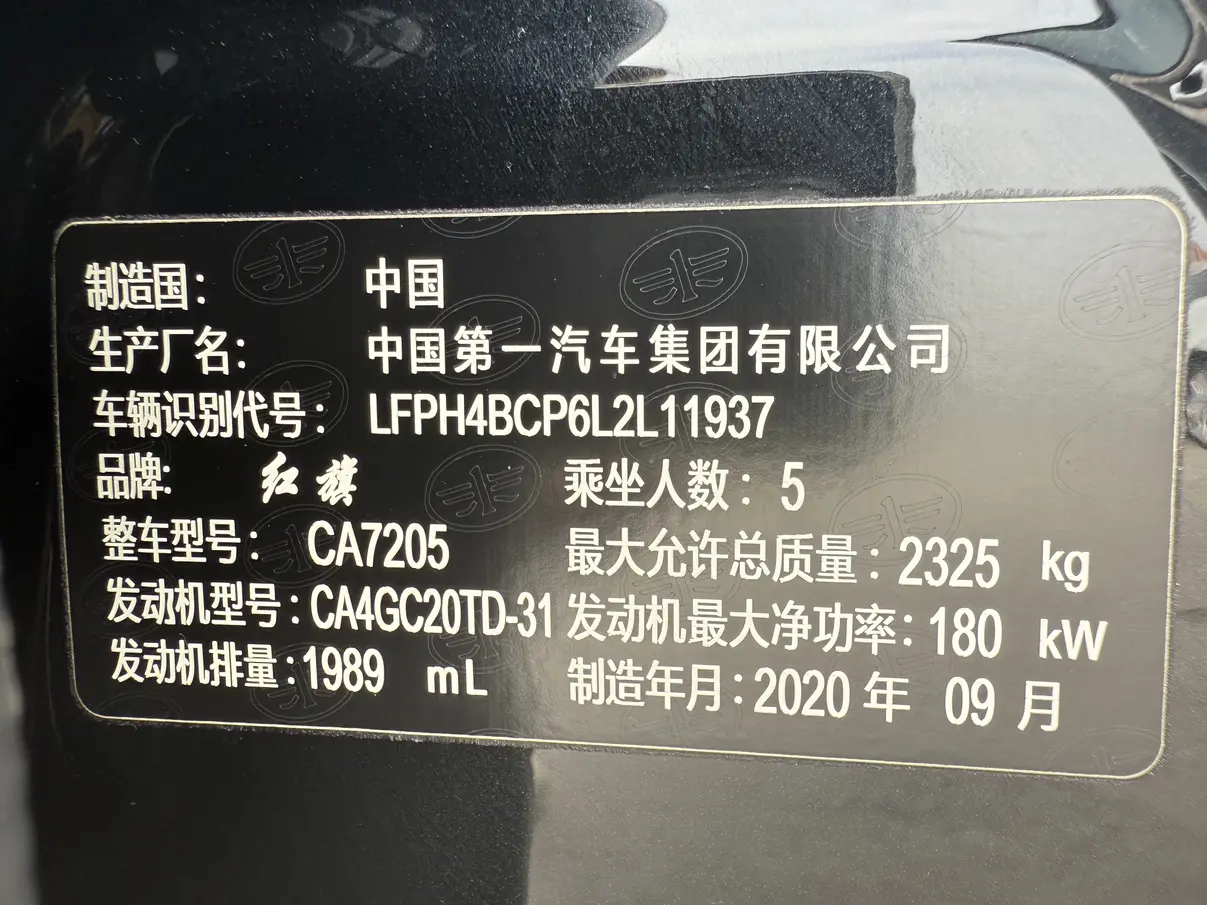 制造国： 中国
生产厂名： 中国第一汽车集团有限公司
车辆识别代号： LFPH4BCP6L2L11937
品牌: 红旗 乘坐人数： 5
整车型号： CA7205 最大允许总质量：2325 kg
发动机型号：CA4GC20TD-31 发动机最大净功率：180 kW
发动机排量：1989 mL 制造年月：2020 年 09 月